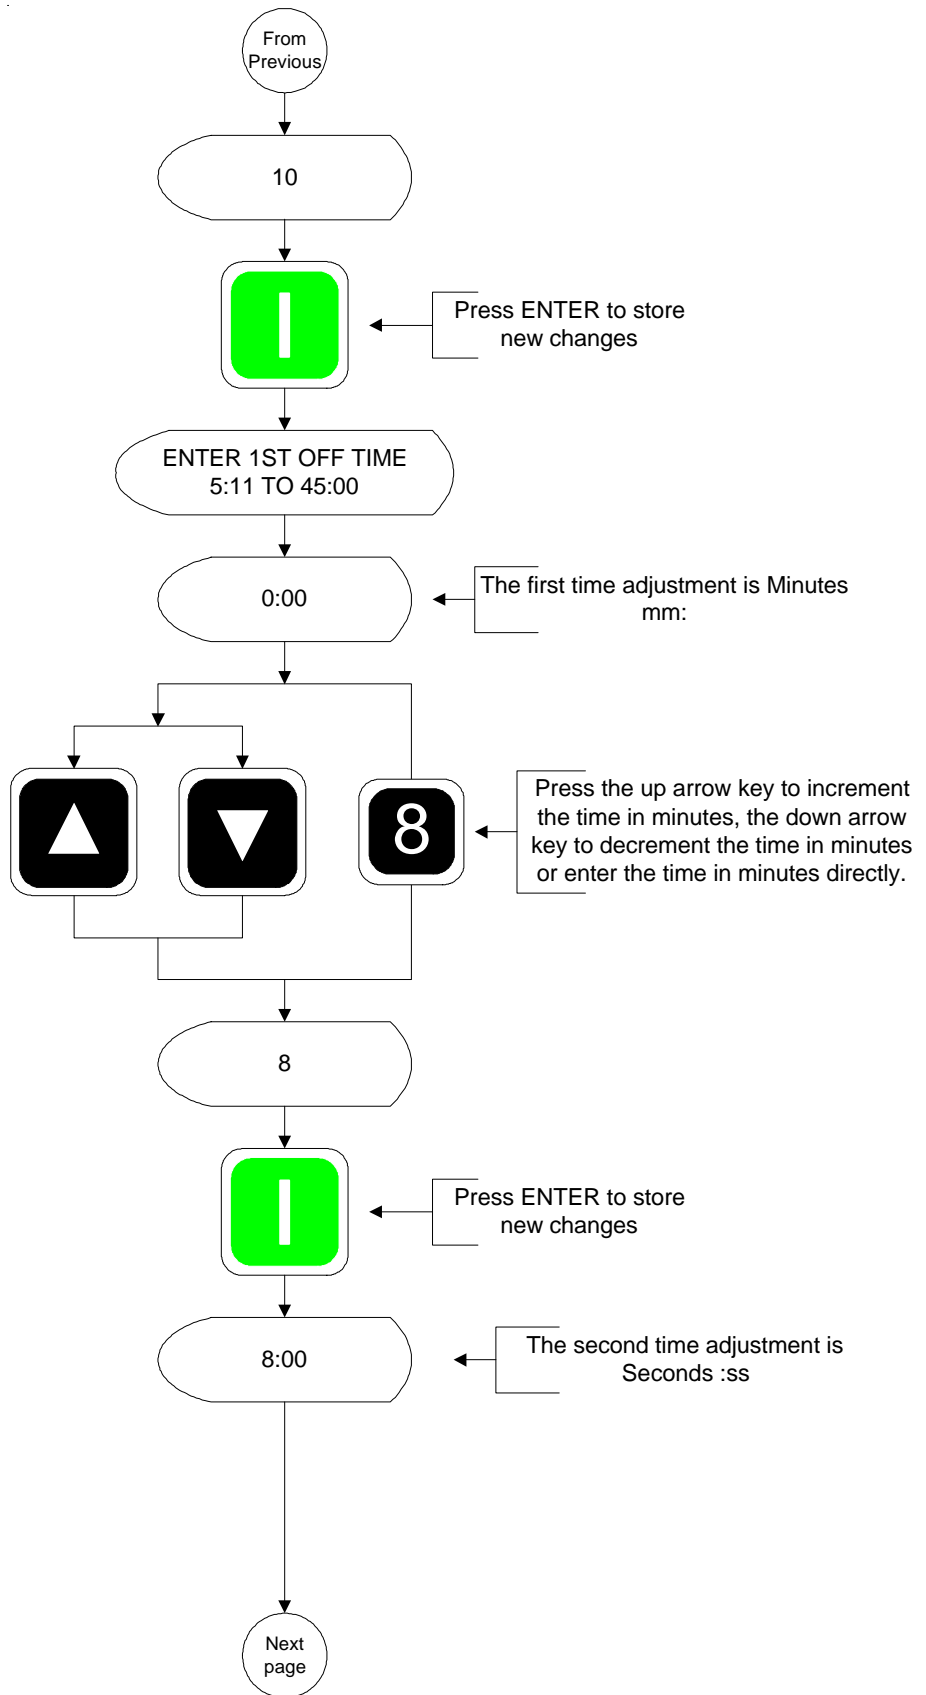 From
Previous
10
Press ENTER to store
new changes
ENTER 1ST OFF TIME
5:11 TO 45:00
0:00
The first time adjustment is Minutes
mm:
8
Press the up arrow key to increment
the time in minutes, the down arrow
key to decrement the time in minutes
or enter the time in minutes directly.
8
Press ENTER to store
new changes
8:00
The second time adjustment is
Seconds :ss
Next
page